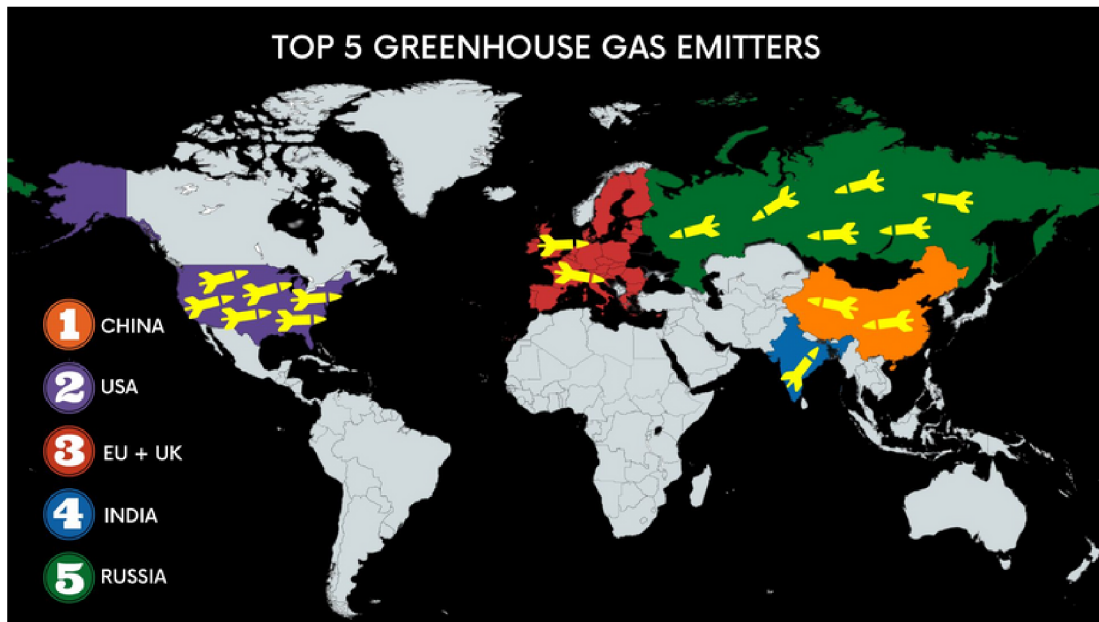 TOP 5 GREENHOUSE GAS EMITTERS
1 CHINA
2 USA
3 EU + UK
4 INDIA
5 RUSSIA